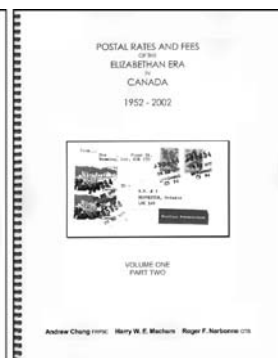 POSTAL RATES AND FEES
OF THE
ELIZABETHAN ERA
IN
CANADA
1952 - 2002
VOLUME ONE
PART TWO
Andrew Chung FRPSC Harry W. E. Machum Roger F. Narbonne OTB